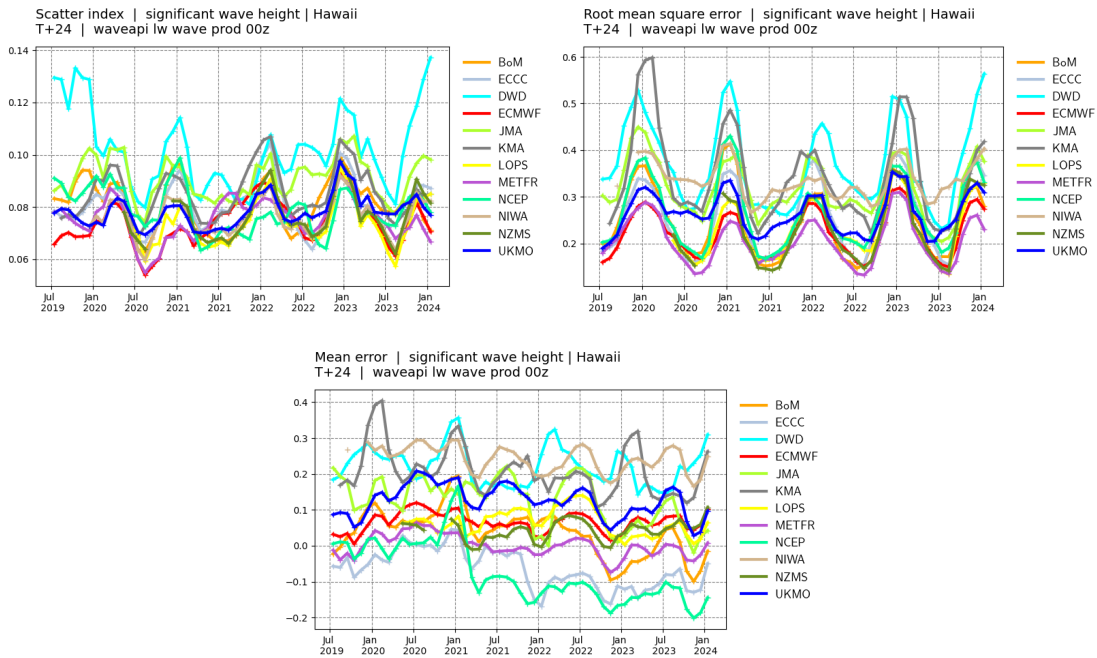 Scatter index | significant wave height | Hawaii
T+24 | waveapi lw wave prod 00z
0.14
0.12
0.10
0.08
0.06
Jul 2019
Jan 2020
Jul 2020
Jan 2021
Jul 2021
Jan 2022
Jul 2022
Jan 2023
Jul 2023
Jan 2024
BoM
ECCC
DWD
ECMWF
JMA
KMA
LOPS
METFR
NCEP
NIWA
NZMS
UKMO
Root mean square error | significant wave height | Hawaii
T+24 | waveapi lw wave prod 00z
0.6
0.5
0.4
0.3
0.2
Jul 2019
Jan 2020
Jul 2020
Jan 2021
Jul 2021
Jan 2022
Jul 2022
Jan 2023
Jul 2023
Jan 2024
BoM
ECCC
DWD
ECMWF
JMA
KMA
LOPS
METFR
NCEP
NIWA
NZMS
UKMO
Mean error | significant wave height | Hawaii
T+24 | waveapi lw wave prod 00z
0.4
0.3
0.2
0.1
0.0
−0.1
−0.2
Jul 2019
Jan 2020
Jul 2020
Jan 2021
Jul 2021
Jan 2022
Jul 2022
Jan 2023
Jul 2023
Jan 2024
BoM
ECCC
DWD
ECMWF
JMA
KMA
LOPS
METFR
NCEP
NIWA
NZMS
UKMO